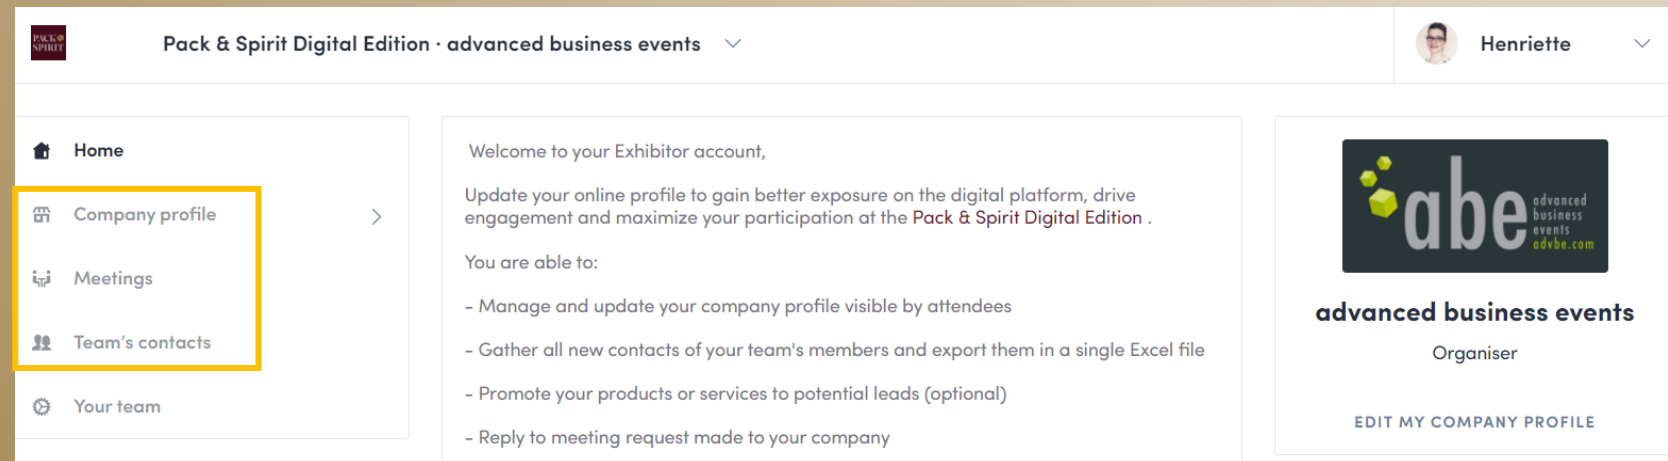 PACK
SPIRIT
Pack & Spirit Digital Edition · advanced business events
Henriette
Home
Company profile
Meetings
Team's contacts
Your team
Welcome to your Exhibitor account,
Update your online profile to gain better exposure on the digital platform, drive
engagement and maximize your participation at the Pack & Spirit Digital Edition .
You are able to:
- Manage and update your company profile visible by attendees
- Gather all new contacts of your team's members and export them in a single Excel file
- Promote your products or services to potential leads (optional)
- Reply to meeting request made to your company
abe
advanced
business
events
advbe.com
advanced business events
Organiser
EDIT MY COMPANY PROFILE